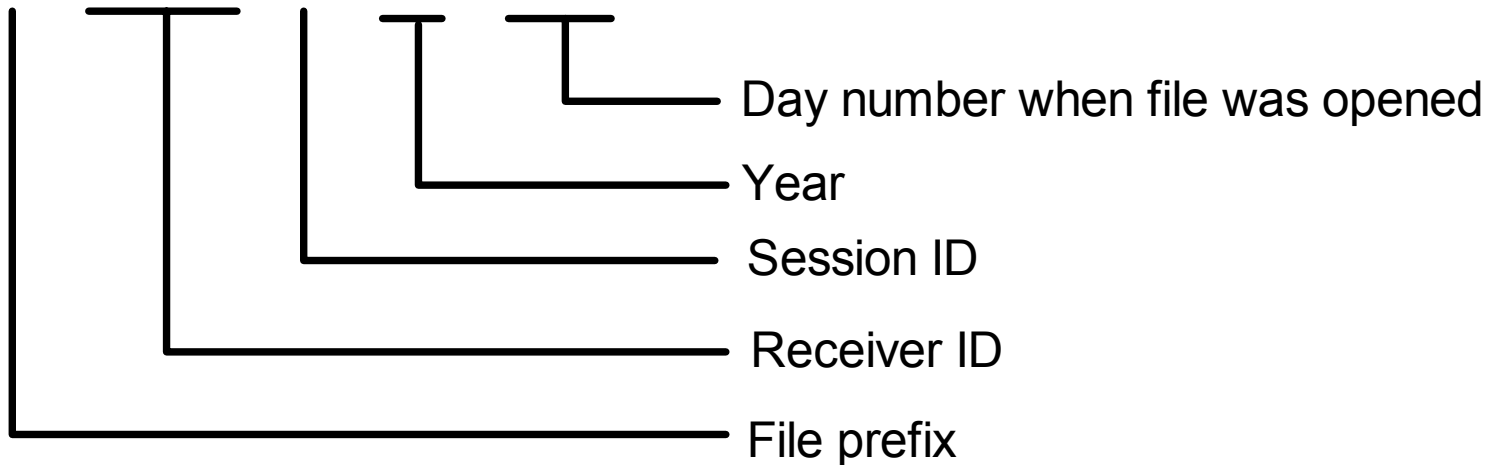 Day number when file was opened
Year
Session ID
Receiver ID
File prefix